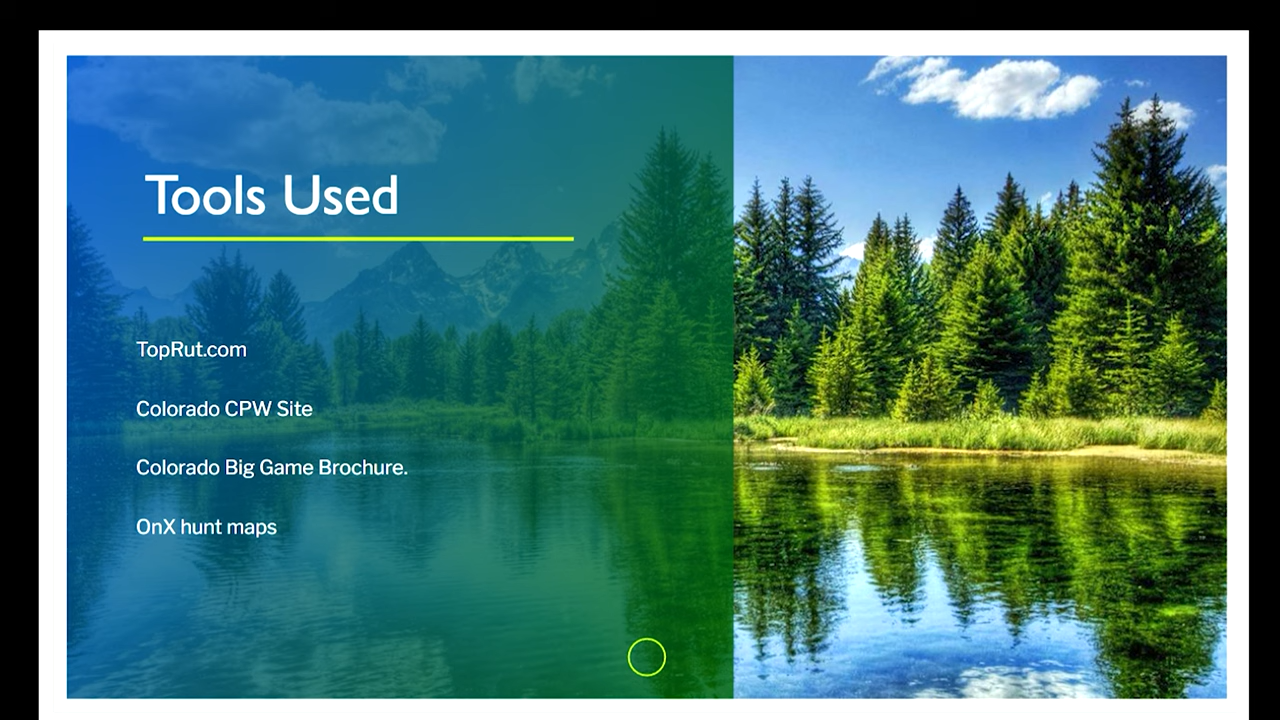 Tools Used
TopRut.com
Colorado CPW Site
Colorado Big Game Brochure.
OnX hunt maps